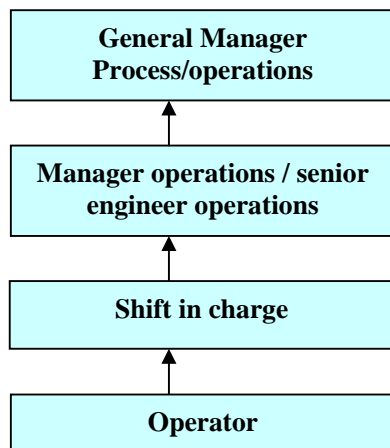 General Manager
Process/operations
Manager operations / senior
engineer operations
Shift in charge
Operator